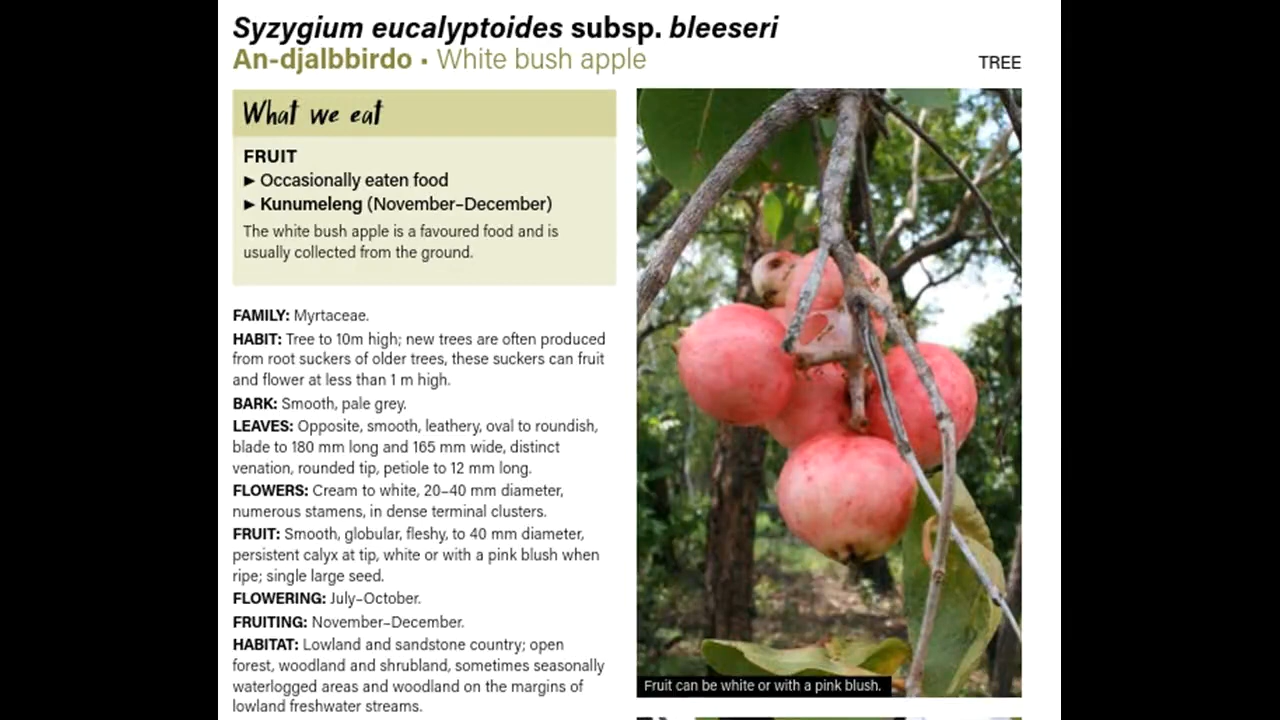 Syzygium eucalyptoides subsp. bleeseri
An-djalbbirdo • White bush apple
TREE
What we eat
FRUIT
► Occasionally eaten food
► Kunumeleng (November–December)
The white bush apple is a favoured food and is
usually collected from the ground.
FAMILY: Myrtaceae.
HABIT: Tree to 10m high; new trees are often produced
from root suckers of older trees, these suckers can fruit
and flower at less than 1 m high.
BARK: Smooth, pale grey.
LEAVES: Opposite, smooth, leathery, oval to roundish,
blade to 180 mm long and 165 mm wide, distinct
venation, rounded tip, petiole to 12 mm long.
FLOWERS: Cream to white, 20–40 mm diameter,
numerous stamens, in dense terminal clusters.
FRUIT: Smooth, globular, fleshy, to 40 mm diameter,
persistent calyx at tip, white or with a pink blush when
ripe; single large seed.
FLOWERING: July–October.
FRUITING: November–December.
HABITAT: Lowland and sandstone country; open
forest, woodland and shrubland, sometimes seasonally
waterlogged areas and woodland on the margins of
lowland freshwater streams.
Fruit can be white or with a pink blush.